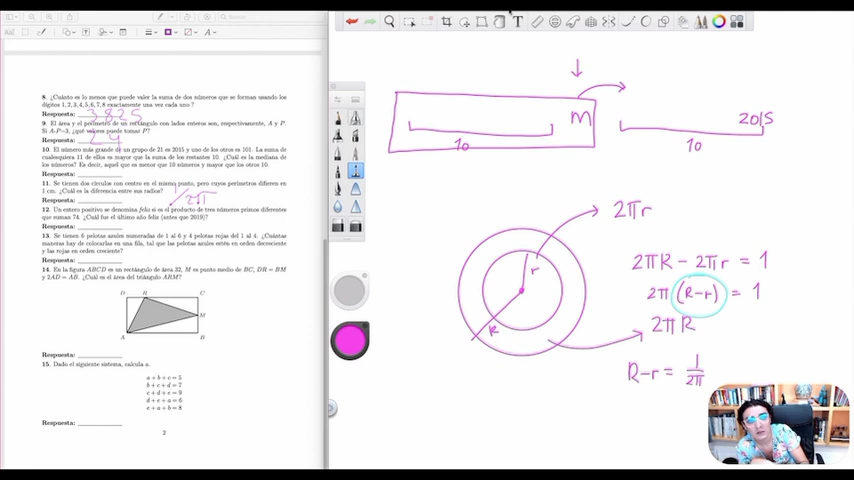 8. ¿Cuánto es lo menos que puede valer la suma de dos números que se forman usando los
dígitos 1,2,3,4,5,6,7,8 exactamente una vez cada uno ?
Respuesta: 3825
9. El área y el perímetro de un rectángulo con lados enteros son, respectivamente, A y P.
Si A-P=3, ¿qué valores puede tomar P?
Respuesta: 24
10. El número más grande de un grupo de 21 es 2015 y uno de los otros es 101. La suma de
cualesquiera 11 de ellos es mayor que la suma de los restantes 10. ¿Cuál es la mediana de
los números? Es decir, aquel que es menor que 10 números y mayor que los otros 10.
Respuesta:
11. Se tienen dos círculos con centro en el mismo punto, pero cuyos perímetros difieren en
1 cm. ¿Cuál es la diferencia entre sus radios?
Respuesta: 1/2π
12. Un entero positivo se denomina feliz si es el producto de tres números primos diferentes
que suman 74. ¿Cuál fue el último año feliz (antes que 2019)?
Respuesta:
13. Se tienen 6 pelotas azules numeradas de 1 al 6 y 4 pelotas rojas del 1 al 4. ¿Cuántas
maneras hay de colocarlas en una fila, tal que las pelotas azules estén en orden decreciente
y las rojas en orden creciente?
Respuesta:
14. En la figura ABCD es un rectángulo de área 32, M es punto medio de BC, DR = BM
y 2AD = AB. ¿Cuál es el área del triángulo ARM?
D R C
M
A B
Respuesta:
15. Dado el siguiente sistema, calcula a.
a + b + c = 5
b + c + d = 7
c + d + e = 9
d + e + a = 6
e + a + b = 8
Respuesta:
2
m
10
2015
10
2πr
r
R
2πR - 2πr = 1
2π (R-r) = 1
2πR
R-r = 1/2π